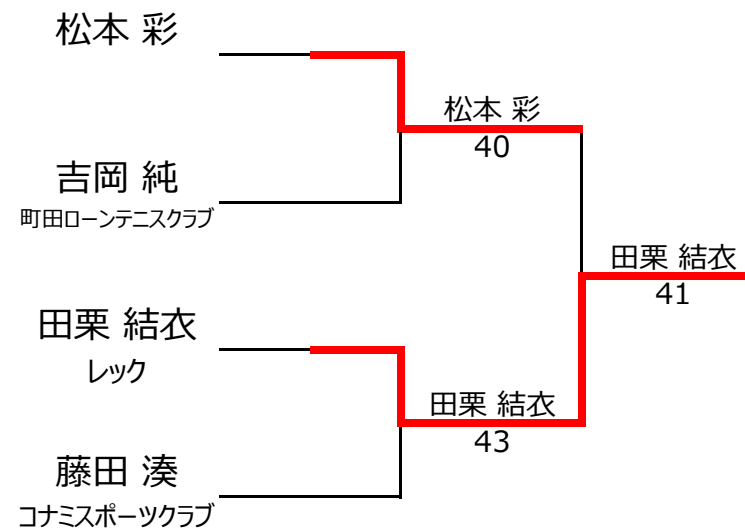 松本 彩
松本 彩
40
吉岡 純
町田ローンテニスクラブ
田栗 結衣
41
田栗 結衣
レック
田栗 結衣
43
藤田 湊
コナミスポーツクラブ